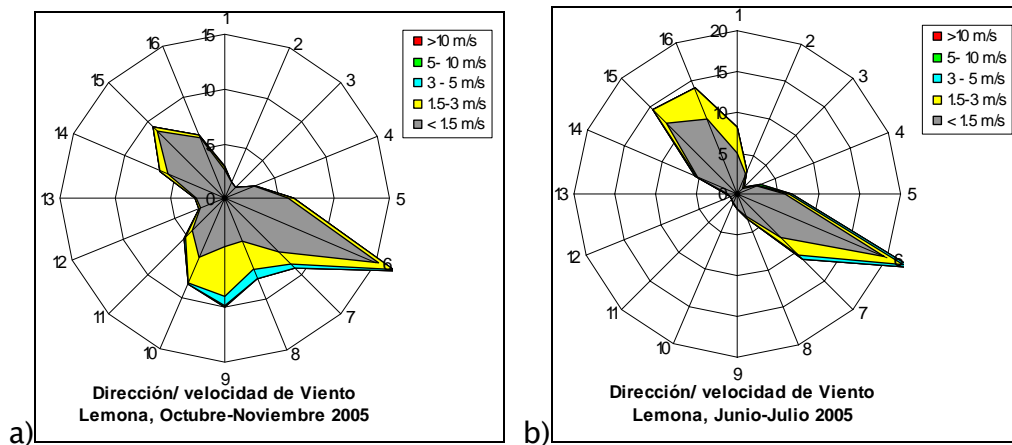 1
2
3
4
5
6
7
8
9
10
11
12
13
14
15
16
15
10
5
0
>10 m/s
5- 10 m/s
3 - 5 m/s
1.5-3 m/s
< 1.5 m/s
Dirección/ velocidad de Viento
Lemona, Octubre-Noviembre 2005
a)
1
2
3
4
5
6
7
8
9
10
11
12
13
14
15
16
20
15
10
5
0
>10 m/s
5- 10 m/s
3 - 5 m/s
1.5-3 m/s
< 1.5 m/s
Dirección/ velocidad de Viento
Lemona, Junio-Julio 2005
b)